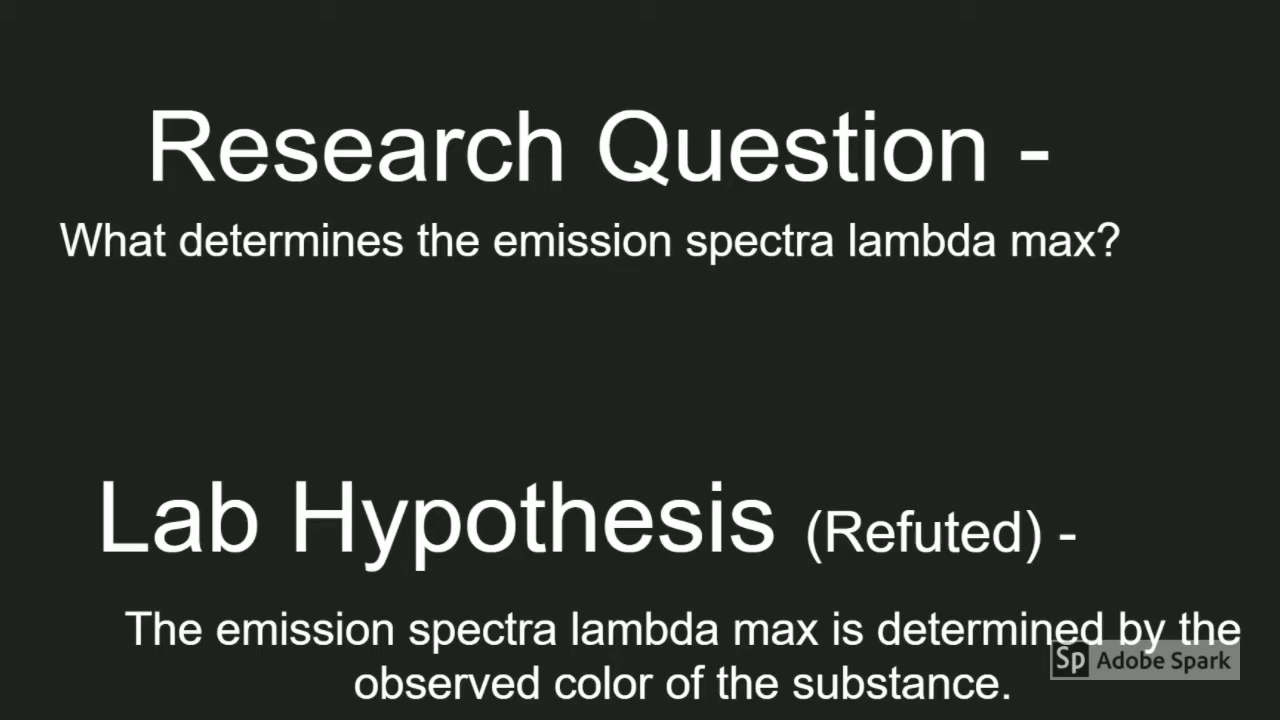 Research Question -
What determines the emission spectra lambda max?
Lab Hypothesis (Refuted) -
The emission spectra lambda max is determined by the
observed color of the substance.
Sp Adobe Spark